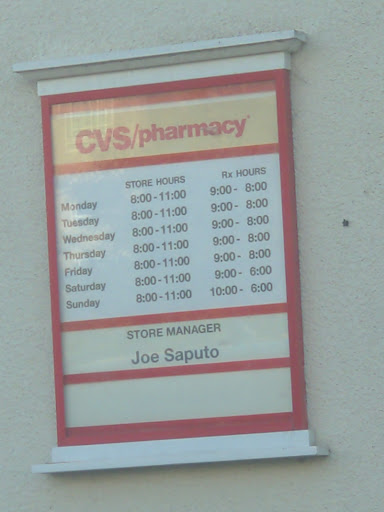 CVS/pharmacy
STORE HOURS Rx HOURS
Monday 8:00-11:00 9:00- 8:00
Tuesday 8:00-11:00 9:00- 8:00
Wednesday 8:00-11:00 9:00- 8:00
Thursday 8:00-11:00 9:00- 8:00
Friday 8:00-11:00 9:00- 8:00
Saturday 8:00-11:00 9:00- 6:00
Sunday 8:00-11:00 10:00- 6:00
STORE MANAGER
Joe Saputo